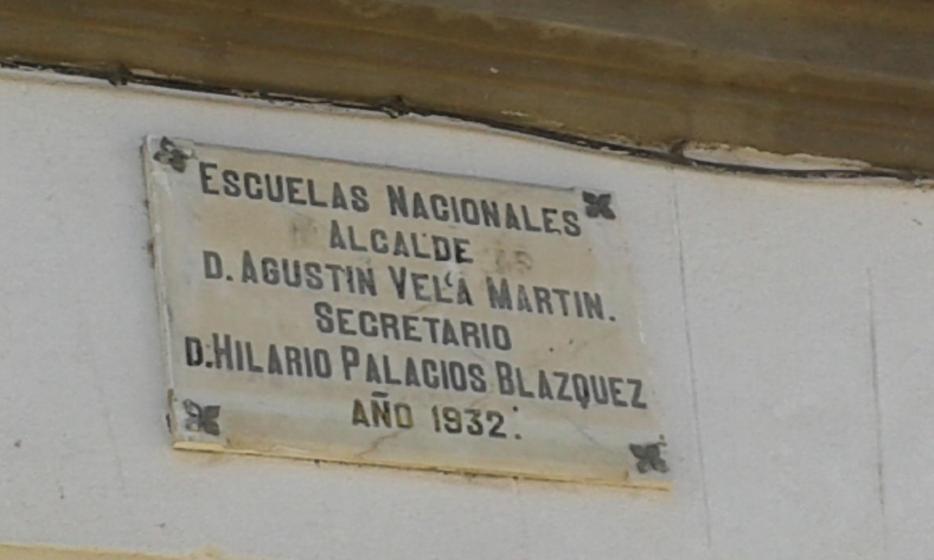 ESCUELAS NACIONALES
ALCALDE
D. AGUSTIN VELA MARTIN.
SECRETARIO
D. HILARIO PALACIOS BLAZQUEZ
AÑO 1932.